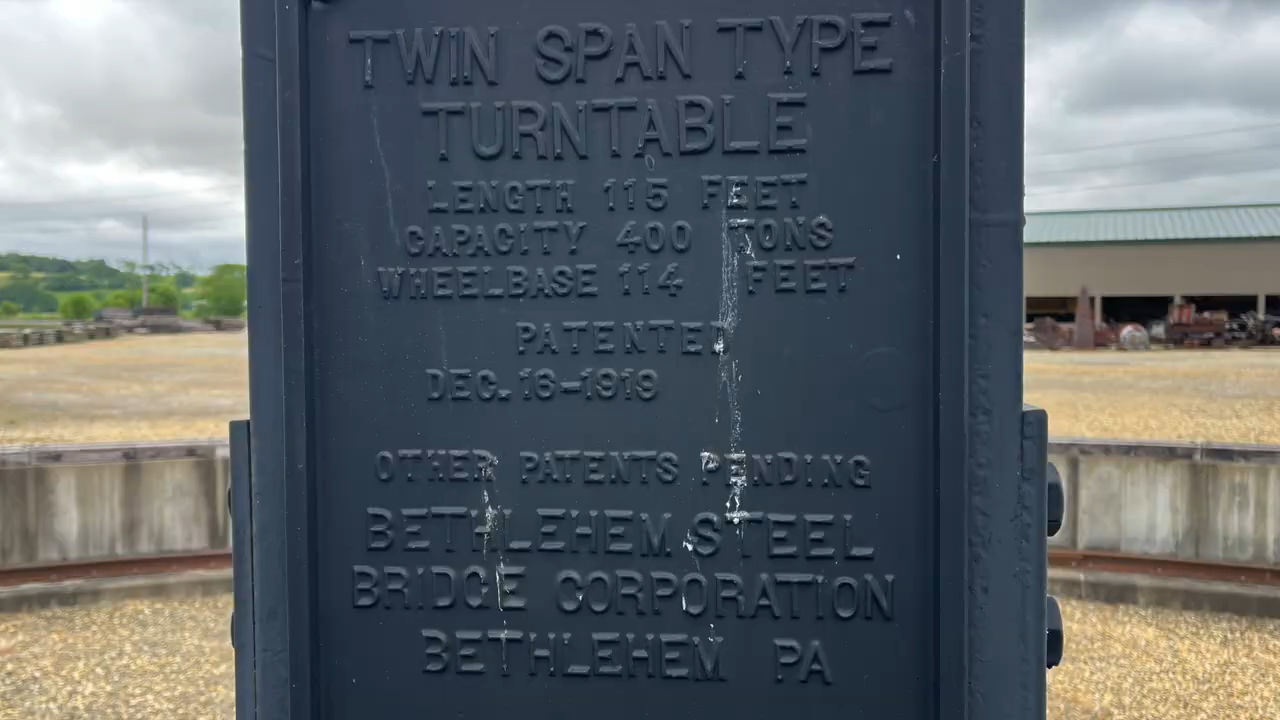 TWIN SPAN TYPE
TURNTABLE
LENGTH 115 FEET
CAPACITY 400 TONS
WHEELBASE 114 FEET
PATENTED
DEC. 16-1919
OTHER PATENTS PENDING
BETHLEHEM STEEL
BRIDGE CORPORATION
BETHLEHEM PA